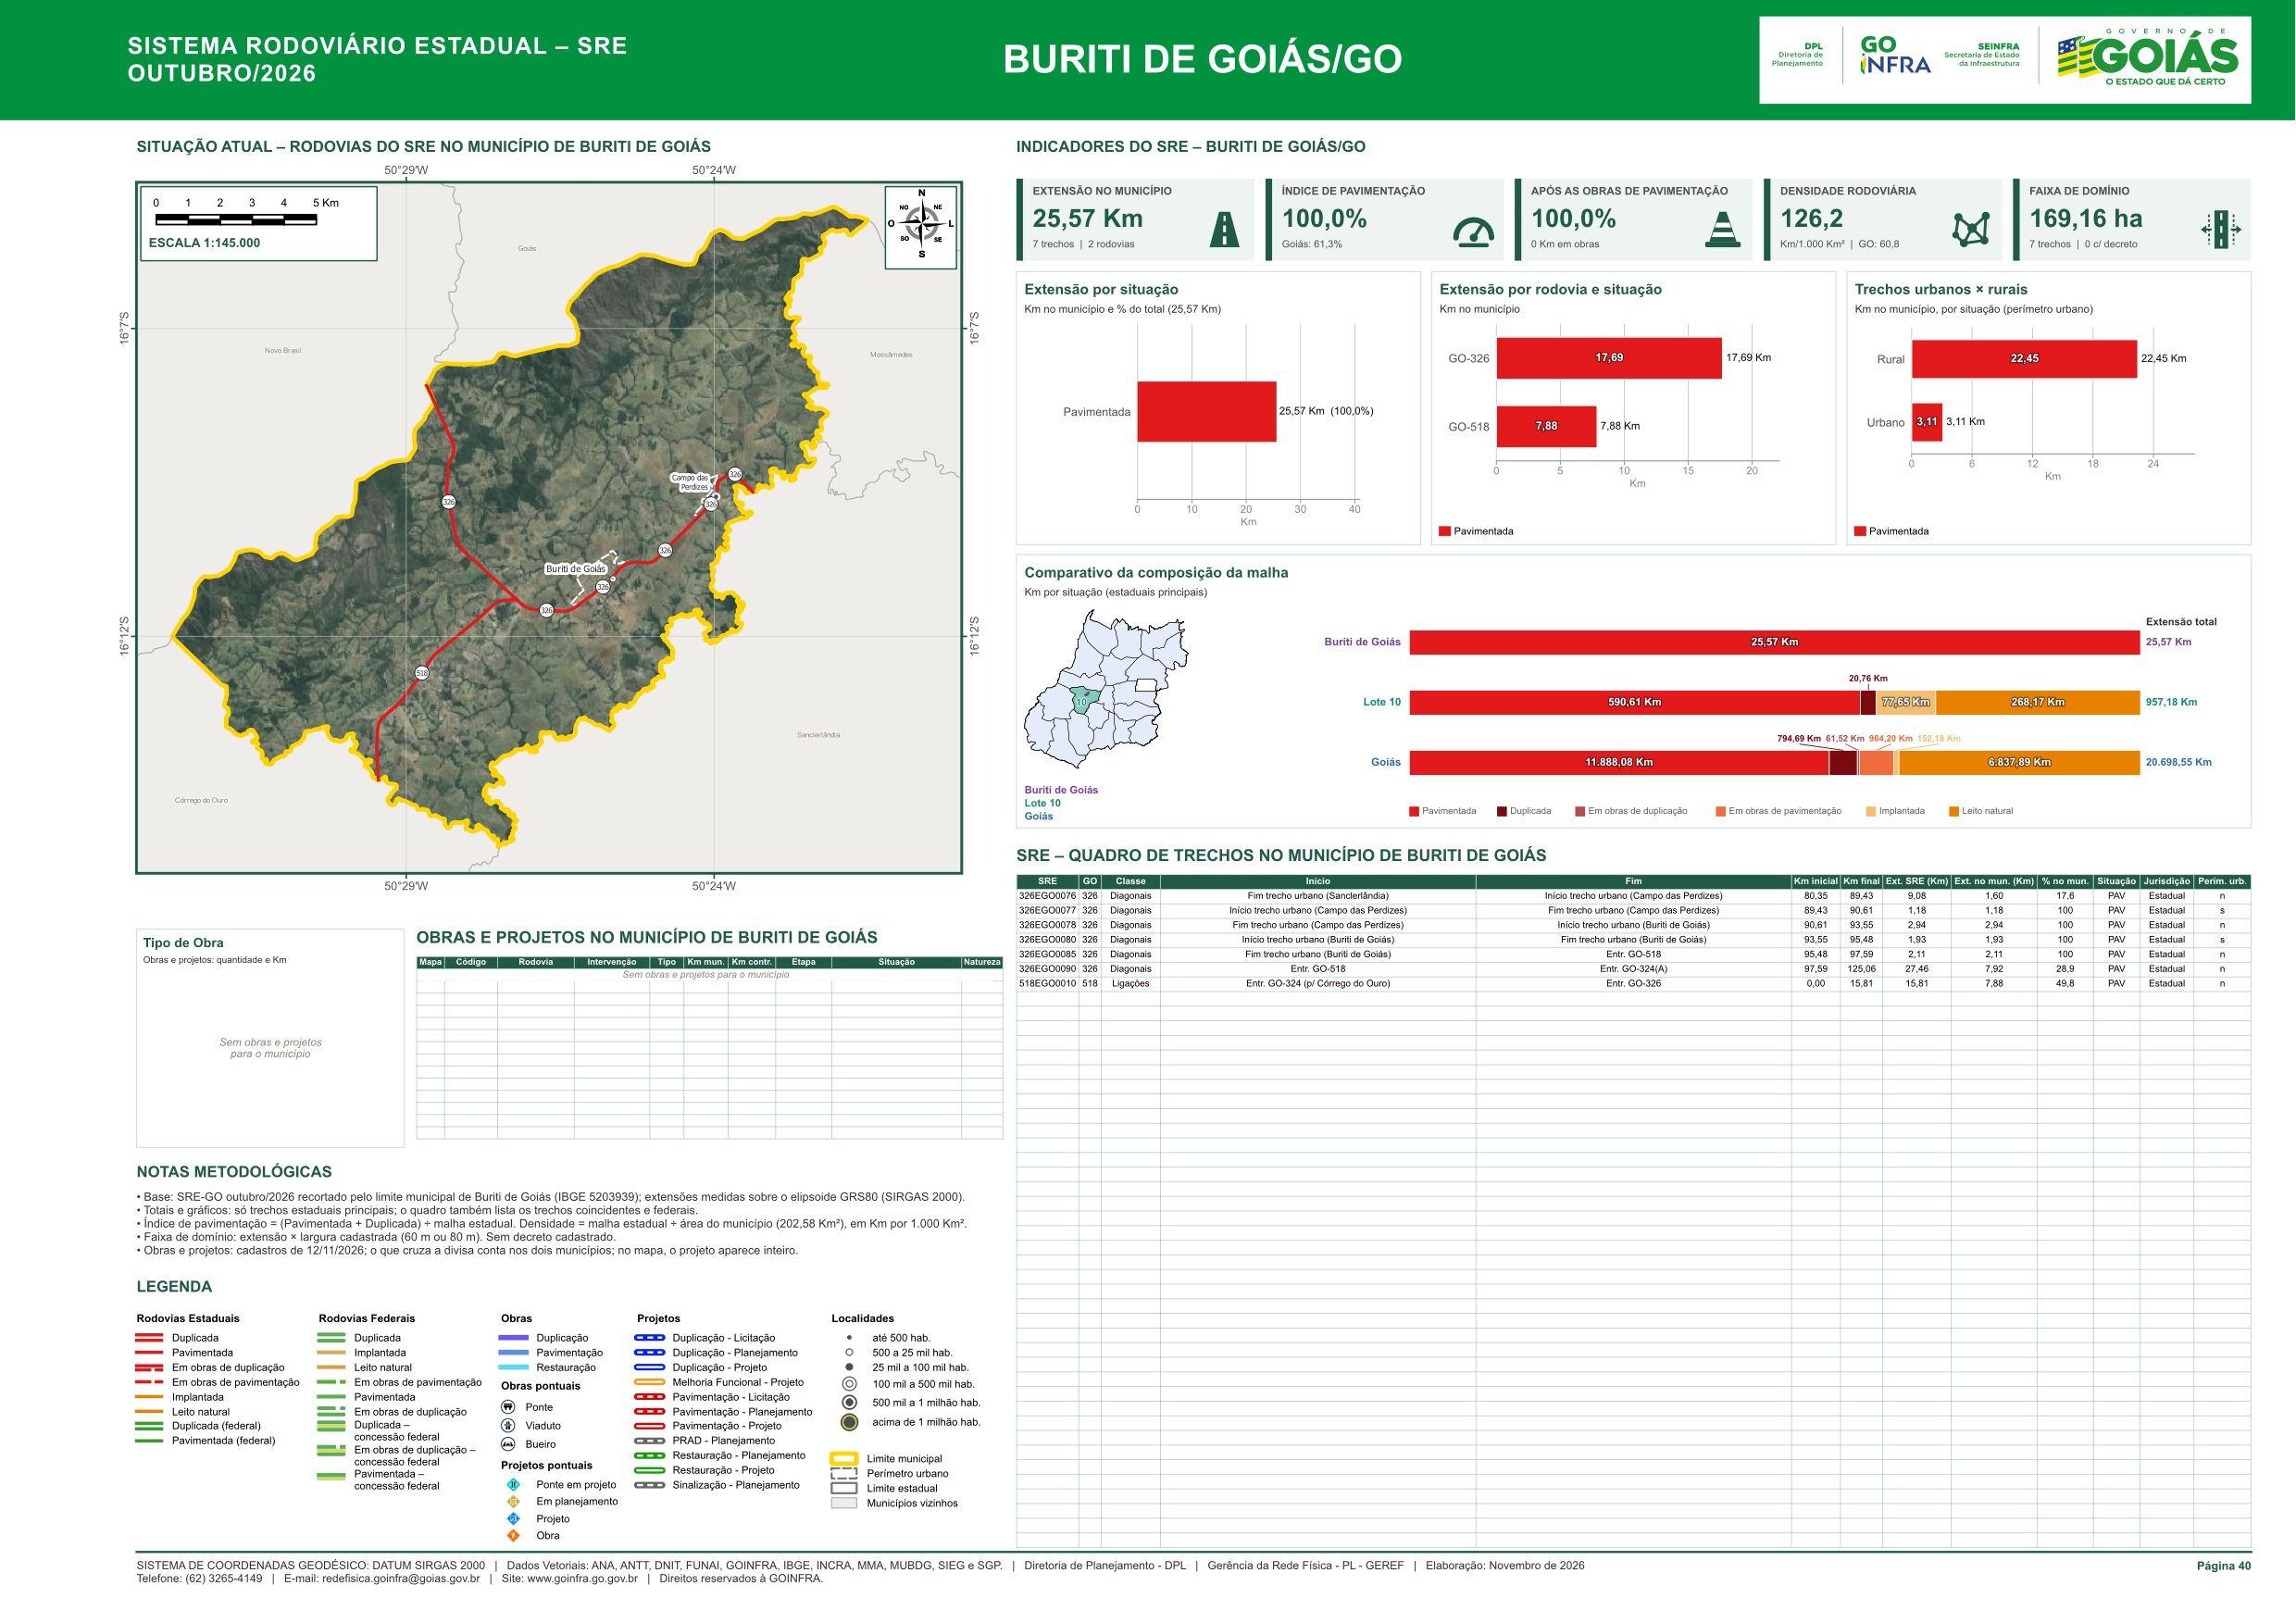 SISTEMA RODOVIÁRIO ESTADUAL – SRE
OUTUBRO/2026
BURITI DE GOIÁS/GO
DPL
Diretoria de
Planejamento
GO
iNFRA
SEINFRA
Secretaria de Estado
da Infraestrutura
GOVERNO DE
GOIÁS
O ESTADO QUE DÁ CERTO
SITUAÇÃO ATUAL – RODOVIAS DO SRE NO MUNICÍPIO DE BURITI DE GOIÁS
50°29'W 50°24'W
0 1 2 3 4 5 Km
ESCALA 1:145.000
N
NO NE
O L
SO SE
S
Goiás
16°7'S 16°7'S
Novo Brasil
Mossâmedes
Campo das
Perdizes
326
326
326
326
Buriti de Goiás
326
326
16°12'S 16°12'S
518
Sanclerlândia
Córrego do Ouro
50°29'W 50°24'W
INDICADORES DO SRE – BURITI DE GOIÁS/GO
EXTENSÃO NO MUNICÍPIO
25,57 Km
7 trechos | 2 rodovias
ÍNDICE DE PAVIMENTAÇÃO
100,0%
Goiás: 61,3%
APÓS AS OBRAS DE PAVIMENTAÇÃO
100,0%
0 Km em obras
DENSIDADE RODOVIÁRIA
126,2
Km/1.000 Km² | GO: 60,8
FAIXA DE DOMÍNIO
169,16 ha
7 trechos | 0 c/ decreto
Extensão por situação
Km no município e % do total (25,57 Km)
Pavimentada 25,57 Km (100,0%)
0 10 20 30 40
Km
Extensão por rodovia e situação
Km no município
GO-326 17,69 17,69 Km
GO-518 7,88 7,88 Km
0 5 10 15 20
Km
Pavimentada
Trechos urbanos × rurais
Km no município, por situação (perímetro urbano)
Rural 22,45 22,45 Km
Urbano 3,11 3,11 Km
0 6 12 18 24
Km
Pavimentada
Comparativo da composição da malha
Km por situação (estaduais principais)
10
Buriti de Goiás
Lote 10
Goiás
Extensão total
Buriti de Goiás 25,57 Km 25,57 Km
20,76 Km
Lote 10 590,61 Km 77,65 Km 268,17 Km 957,18 Km
794,69 Km 61,52 Km 964,20 Km 152,18 Km
Goiás 11.888,08 Km 6.837,89 Km 20.698,55 Km
Pavimentada Duplicada Em obras de duplicação Em obras de pavimentação Implantada Leito natural
SRE – QUADRO DE TRECHOS NO MUNICÍPIO DE BURITI DE GOIÁS
SRE GO Classe Início Fim Km inicial Km final Ext. SRE (Km) Ext. no mun. (Km) % no mun. Situação Jurisdição Perím. urb.
326EGO0076 326 Diagonais Fim trecho urbano (Sanclerlândia) Início trecho urbano (Campo das Perdizes) 80,35 89,43 9,08 1,60 17,6 PAV Estadual n
326EGO0077 326 Diagonais Início trecho urbano (Campo das Perdizes) Fim trecho urbano (Campo das Perdizes) 89,43 90,61 1,18 1,18 100 PAV Estadual s
326EGO0078 326 Diagonais Fim trecho urbano (Campo das Perdizes) Início trecho urbano (Buriti de Goiás) 90,61 93,55 2,94 2,94 100 PAV Estadual n
326EGO0080 326 Diagonais Início trecho urbano (Buriti de Goiás) Fim trecho urbano (Buriti de Goiás) 93,55 95,48 1,93 1,93 100 PAV Estadual s
326EGO0085 326 Diagonais Fim trecho urbano (Buriti de Goiás) Entr. GO-518 95,48 97,59 2,11 2,11 100 PAV Estadual n
326EGO0090 326 Diagonais Entr. GO-518 Entr. GO-324(A) 97,59 125,06 27,46 7,92 28,9 PAV Estadual n
518EGO0010 518 Ligações Entr. GO-324 (p/ Córrego do Ouro) Entr. GO-326 0,00 15,81 15,81 7,88 49,8 PAV Estadual n
Tipo de Obra
Obras e projetos: quantidade e Km
Sem obras e projetos
para o município
OBRAS E PROJETOS NO MUNICÍPIO DE BURITI DE GOIÁS
Mapa Código Rodovia Intervenção Tipo Km mun. Km contr. Etapa Situação Natureza
Sem obras e projetos para o município
NOTAS METODOLÓGICAS
• Base: SRE-GO outubro/2026 recortado pelo limite municipal de Buriti de Goiás (IBGE 5203939); extensões medidas sobre o elipsoide GRS80 (SIRGAS 2000).
• Totais e gráficos: só trechos estaduais principais; o quadro também lista os trechos coincidentes e federais.
• Índice de pavimentação = (Pavimentada + Duplicada) ÷ malha estadual. Densidade = malha estadual ÷ área do município (202,58 Km²), em Km por 1.000 Km².
• Faixa de domínio: extensão × largura cadastrada (60 m ou 80 m). Sem decreto cadastrado.
• Obras e projetos: cadastros de 12/11/2026; o que cruza a divisa conta nos dois municípios; no mapa, o projeto aparece inteiro.
LEGENDA
Rodovias Estaduais
Duplicada
Pavimentada
Em obras de duplicação
Em obras de pavimentação
Implantada
Leito natural
Duplicada (federal)
Pavimentada (federal)
Rodovias Federais
Duplicada
Implantada
Leito natural
Em obras de pavimentação
Pavimentada
Em obras de duplicação
Duplicada –
concessão federal
Em obras de duplicação –
concessão federal
Pavimentada –
concessão federal
Obras
Duplicação
Pavimentação
Restauração
Obras pontuais
Ponte
Viaduto
Bueiro
Projetos pontuais
Ponte em projeto
Em planejamento
Projeto
Obra
Projetos
Duplicação - Licitação
Duplicação - Planejamento
Duplicação - Projeto
Melhoria Funcional - Projeto
Pavimentação - Licitação
Pavimentação - Planejamento
Pavimentação - Projeto
PRAD - Planejamento
Restauração - Planejamento
Restauração - Projeto
Sinalização - Planejamento
Localidades
até 500 hab.
500 a 25 mil hab.
25 mil a 100 mil hab.
100 mil a 500 mil hab.
500 mil a 1 milhão hab.
acima de 1 milhão hab.
Limite municipal
Perímetro urbano
Limite estadual
Municípios vizinhos
SISTEMA DE COORDENADAS GEODÉSICO: DATUM SIRGAS 2000 | Dados Vetoriais: ANA, ANTT, DNIT, FUNAI, GOINFRA, IBGE, INCRA, MMA, MUBDG, SIEG e SGP. | Diretoria de Planejamento - DPL | Gerência da Rede Física - PL - GEREF | Elaboração: Novembro de 2026
Página 40
Telefone: (62) 3265-4149 | E-mail: redefisica.goinfra@goias.gov.br | Site: www.goinfra.go.gov.br | Direitos reservados à GOINFRA.